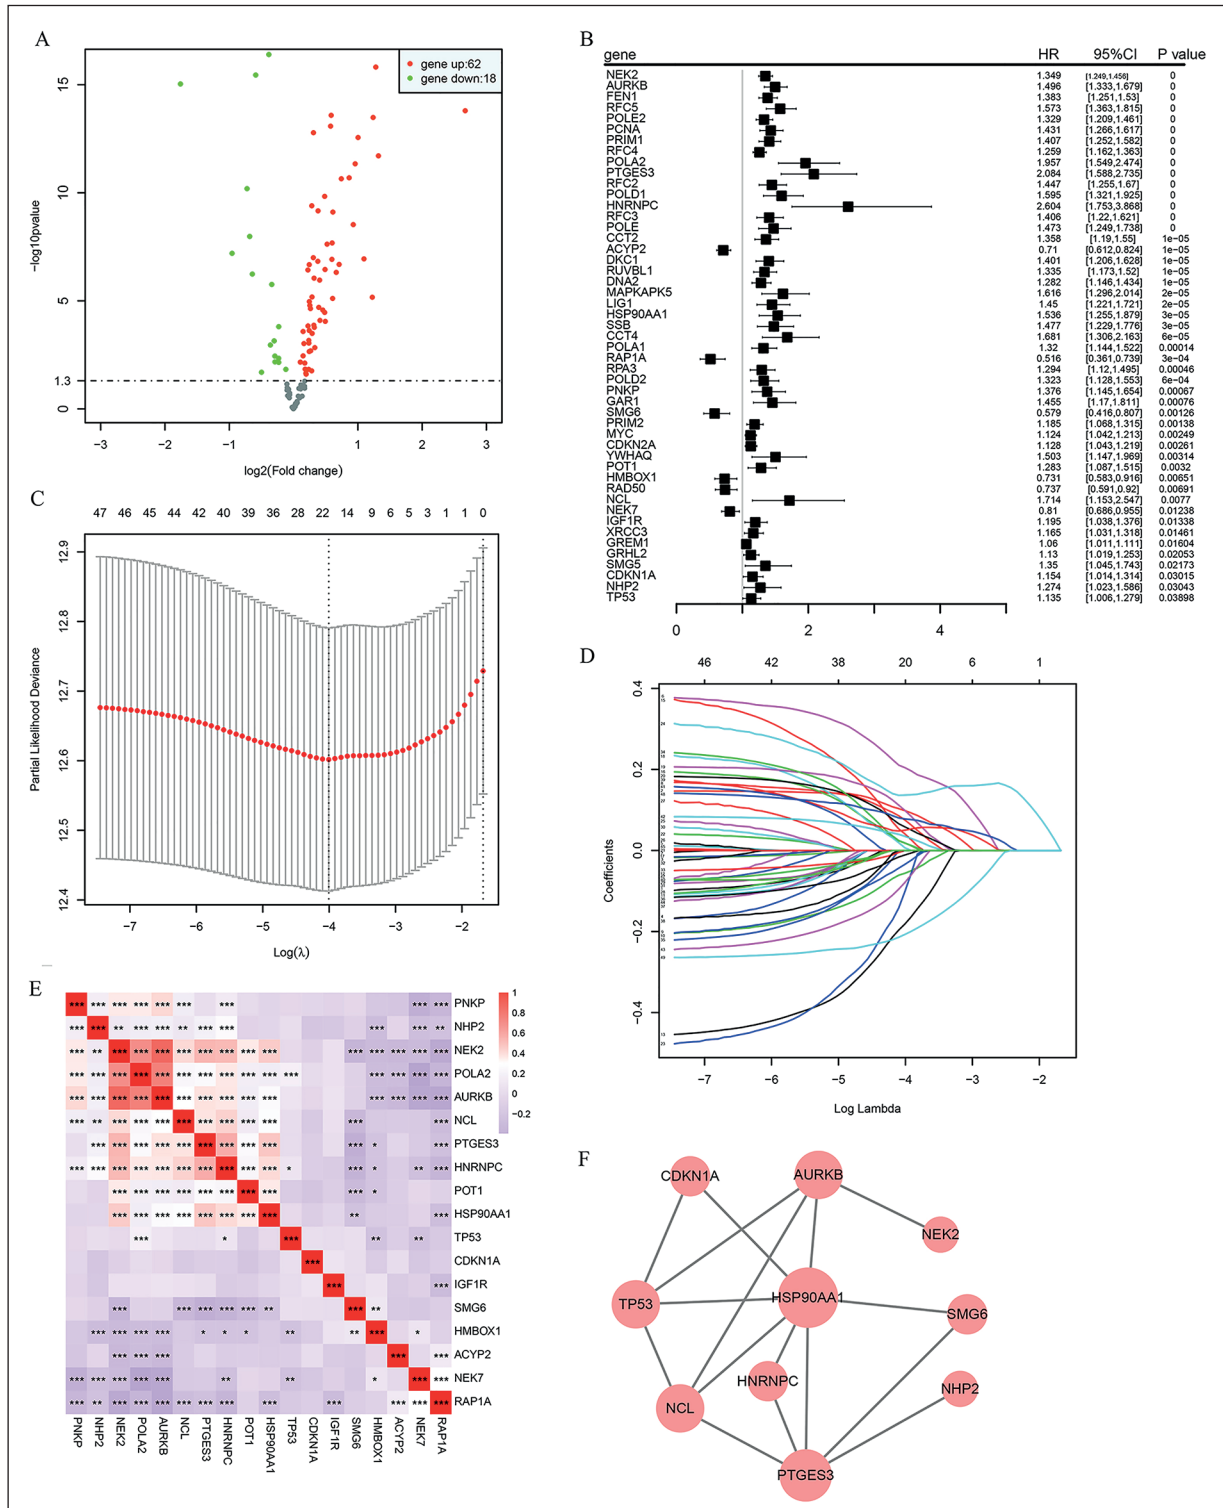 A
gene up:62
gene down:18
15
10
5
1.3
0
−log10pvalue
−3 −2 −1 0 1 2 3
log2(Fold change)
B
gene HR 95%CI P value
NEK2 1.349 [1.249,1.456] 0
AURKB 1.496 [1.333,1.679] 0
FEN1 1.383 [1.251,1.53] 0
RFC5 1.573 [1.363,1.815] 0
POLE2 1.329 [1.209,1.461] 0
PCNA 1.431 [1.266,1.617] 0
PRIM1 1.407 [1.252,1.582] 0
RFC4 1.259 [1.162,1.363] 0
POLA2 1.957 [1.549,2.474] 0
PTGES3 2.084 [1.588,2.735] 0
RFC2 1.447 [1.255,1.67] 0
POLD1 1.595 [1.321,1.925] 0
HNRNPC 2.604 [1.753,3.868] 0
RFC3 1.406 [1.22,1.621] 0
POLE 1.473 [1.249,1.738] 0
CCT2 1.358 [1.19,1.55] 1e-05
ACYP2 0.71 [0.612,0.824] 1e-05
DKC1 1.401 [1.206,1.628] 1e-05
RUVBL1 1.335 [1.173,1.52] 1e-05
DNA2 1.282 [1.146,1.434] 1e-05
MAPKAPK5 1.616 [1.296,2.014] 2e-05
LIG1 1.45 [1.221,1.721] 2e-05
HSP90AA1 1.536 [1.255,1.879] 3e-05
SSB 1.477 [1.229,1.776] 3e-05
CCT4 1.681 [1.306,2.163] 6e-05
POLA1 1.32 [1.144,1.522] 0.00014
RAP1A 0.516 [0.361,0.739] 3e-04
RPA3 1.294 [1.12,1.495] 0.00046
POLD2 1.323 [1.128,1.553] 6e-04
PNKP 1.376 [1.145,1.654] 0.00067
GAR1 1.455 [1.17,1.811] 0.00076
SMG6 0.579 [0.416,0.807] 0.00126
PRIM2 1.185 [1.068,1.315] 0.00138
MYC 1.124 [1.042,1.213] 0.00249
CDKN2A 1.128 [1.043,1.219] 0.00261
YWHAQ 1.503 [1.147,1.969] 0.00314
POT1 1.283 [1.087,1.515] 0.0032
HMBOX1 0.731 [0.583,0.916] 0.00651
RAD50 0.737 [0.591,0.92] 0.00691
NCL 1.714 [1.153,2.547] 0.0077
NEK7 0.81 [0.686,0.955] 0.01238
IGF1R 1.195 [1.038,1.376] 0.01338
XRCC3 1.165 [1.031,1.318] 0.01461
GREM1 1.06 [1.011,1.111] 0.01604
GRHL2 1.13 [1.019,1.253] 0.02053
SMG5 1.35 [1.045,1.743] 0.02173
CDKN1A 1.154 [1.014,1.314] 0.03015
NHP2 1.274 [1.023,1.586] 0.03043
TP53 1.135 [1.006,1.279] 0.03898
0 2 4
C
47 46 45 44 42 40 39 36 28 22 14 9 6 5 3 1 1 0
12.9
12.8
12.7
12.6
12.5
12.4
Partial Likelihood Deviance
−7 −6 −5 −4 −3 −2
Log(λ)
D
46 42 38 20 6 1
0.4
0.2
0.0
−0.2
−0.4
Coefficients
−7 −6 −5 −4 −3 −2
Log Lambda
E
PNKP
NHP2
NEK2
POLA2
AURKB
NCL
PTGES3
HNRNPC
POT1
HSP90AA1
TP53
CDKN1A
IGF1R
SMG6
HMBOX1
ACYP2
NEK7
RAP1A
PNKP NHP2 NEK2 POLA2 AURKB NCL PTGES3 HNRNPC POT1 HSP90AA1 TP53 CDKN1A IGF1R SMG6 HMBOX1 ACYP2 NEK7 RAP1A
1
0.8
0.6
0.4
0.2
0
−0.2
F
CDKN1A
AURKB
NEK2
TP53
HSP90AA1
SMG6
HNRNPC
NHP2
NCL
PTGES3